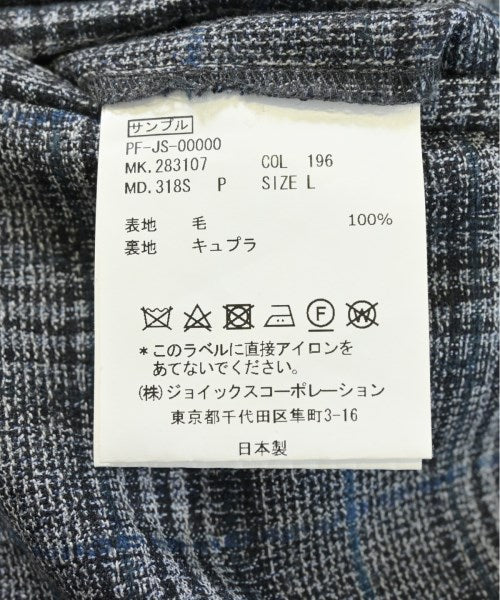 サンプル
PF-JS-00000
MK.283107 COL 196
MD.318S P SIZE L
表地 毛 100%
裏地 キュプラ
F W
*このラベルに直接アイロンを
あてないでください。
(株)ジョイックスコーポレーション
東京都千代田区隼町3-16
日本製